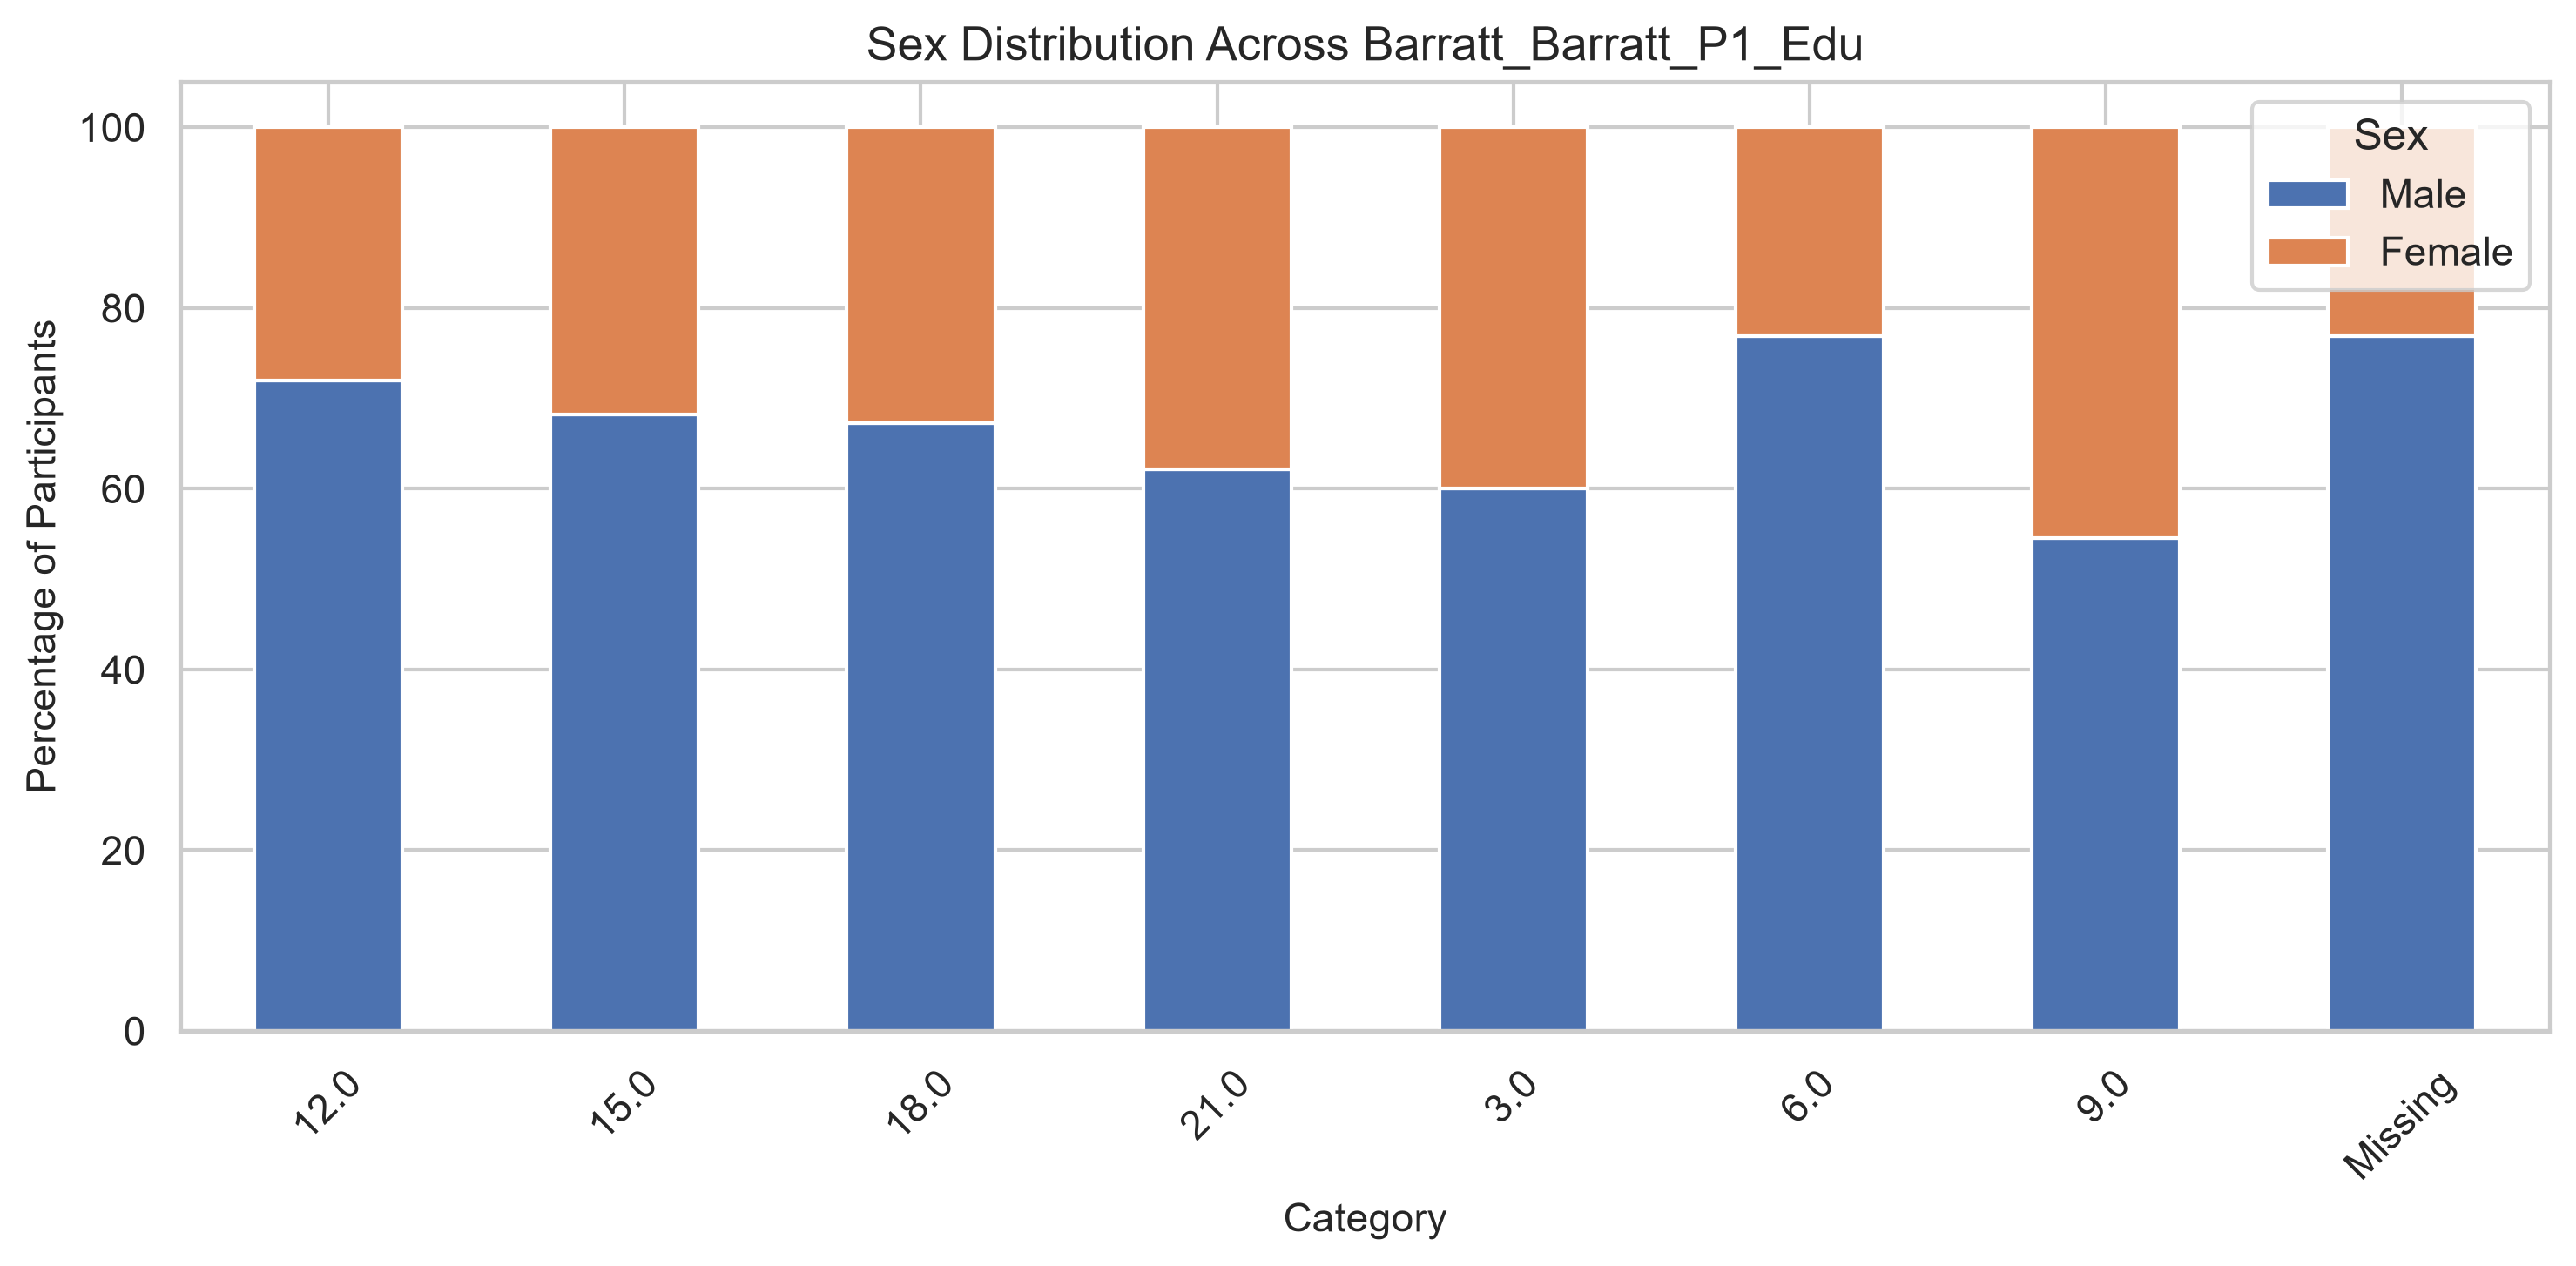 Sex Distribution Across Barratt_Barratt_P1_Edu
Percentage of Participants
100
80
60
40
20
0
Sex
Male
Female
12.0
15.0
18.0
21.0
3.0
6.0
9.0
Missing
Category